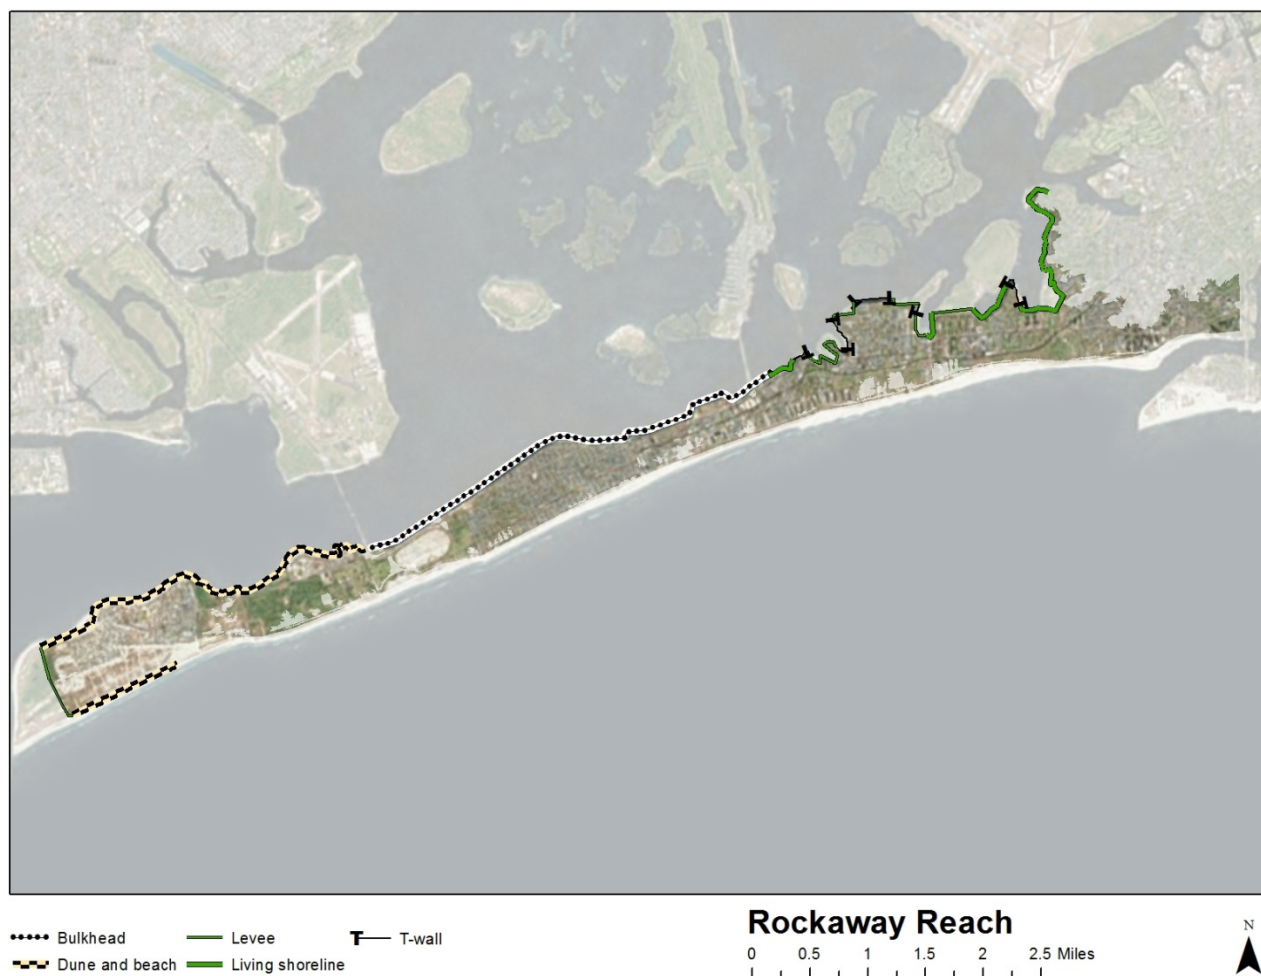 Bulkhead
Levee
T-wall
Dune and beach
Living shoreline
Rockaway Reach
0 0.5 1 1.5 2 2.5 Miles
N